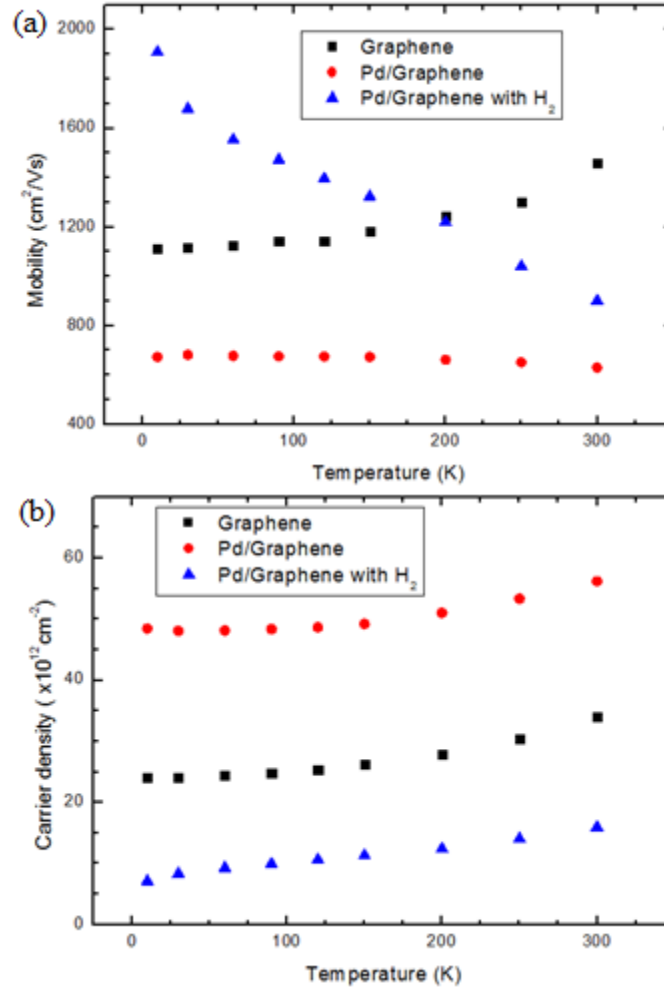 (a)
2000
1600
1200
800
400
Mobility (cm²/Vs)
Graphene
Pd/Graphene
Pd/Graphene with H₂
0 100 200 300
Temperature (K)
(b)
60
40
20
0
Carrier density ( x10¹² cm⁻²)
Graphene
Pd/Graphene
Pd/Graphene with H₂
0 100 200 300
Temperature (K)